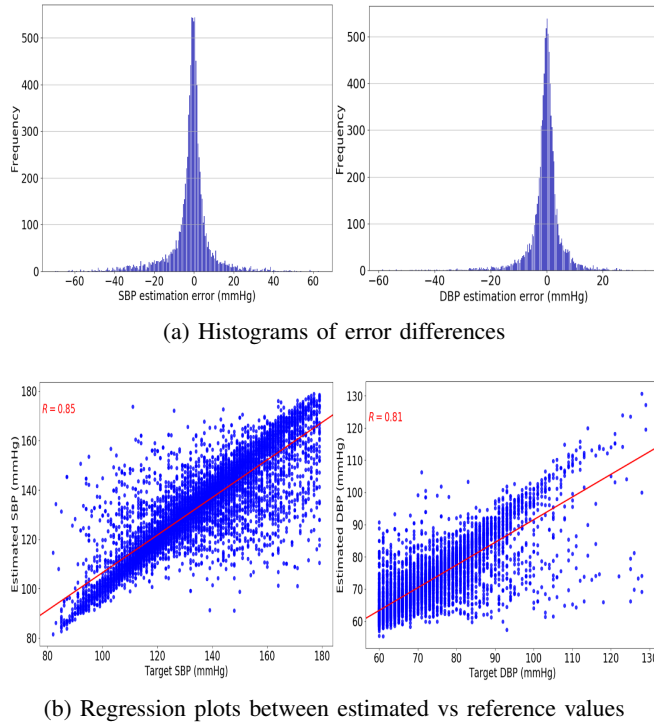 500
400
300
200
100
0
Frequency
−60 −40 −20 0 20 40 60
SBP estimation error (mmHg)
500
400
300
200
100
0
Frequency
−60 −40 −20 0 20
DBP estimation error (mmHg)
(a) Histograms of error differences
R = 0.85
180
160
140
120
100
80
Estimated SBP (mmHg)
80 100 120 140 160 180
Target SBP (mmHg)
R = 0.81
130
120
110
100
90
80
70
60
Estimated DBP (mmHg)
60 70 80 90 100 110 120 130
Target DBP (mmHg)
(b) Regression plots between estimated vs reference values